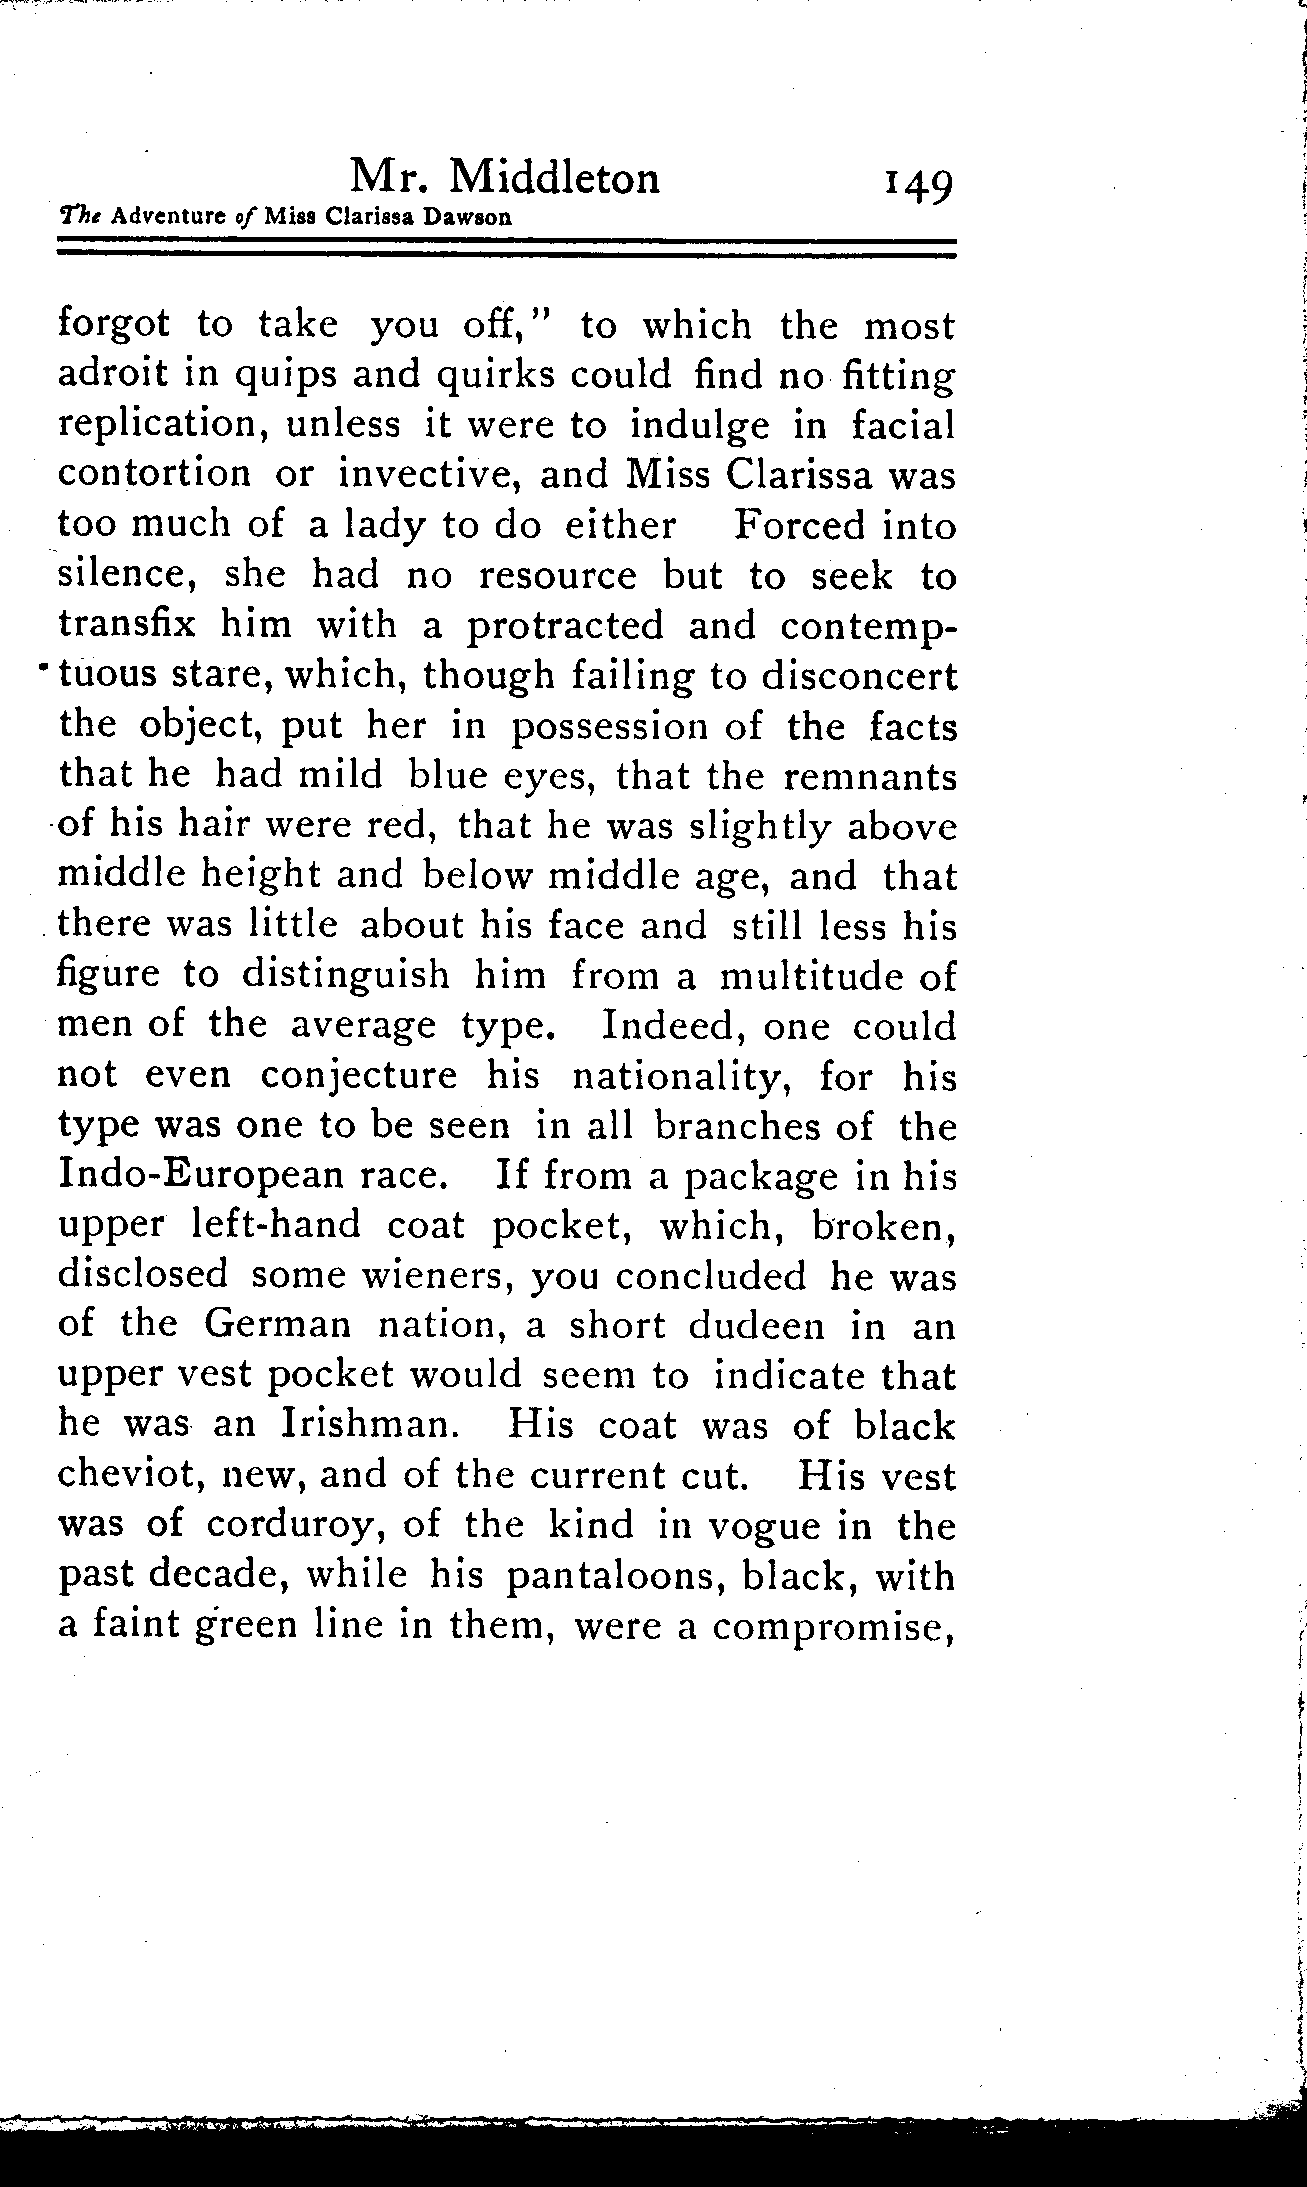 Mr. Middleton 149
The Adventure of Miss Clarissa Dawson
forgot to take you off," to which the most
adroit in quips and quirks could find no fitting
replication, unless it were to indulge in facial
contortion or invective, and Miss Clarissa was
too much of a lady to do either Forced into
silence, she had no resource but to seek to
transfix him with a protracted and contemp-
tuous stare, which, though failing to disconcert
the object, put her in possession of the facts
that he had mild blue eyes, that the remnants
of his hair were red, that he was slightly above
middle height and below middle age, and that
there was little about his face and still less his
figure to distinguish him from a multitude of
men of the average type. Indeed, one could
not even conjecture his nationality, for his
type was one to be seen in all branches of the
Indo-European race. If from a package in his
upper left-hand coat pocket, which, broken,
disclosed some wieners, you concluded he was
of the German nation, a short dudeen in an
upper vest pocket would seem to indicate that
he was an Irishman. His coat was of black
cheviot, new, and of the current cut. His vest
was of corduroy, of the kind in vogue in the
past decade, while his pantaloons, black, with
a faint green line in them, were a compromise,